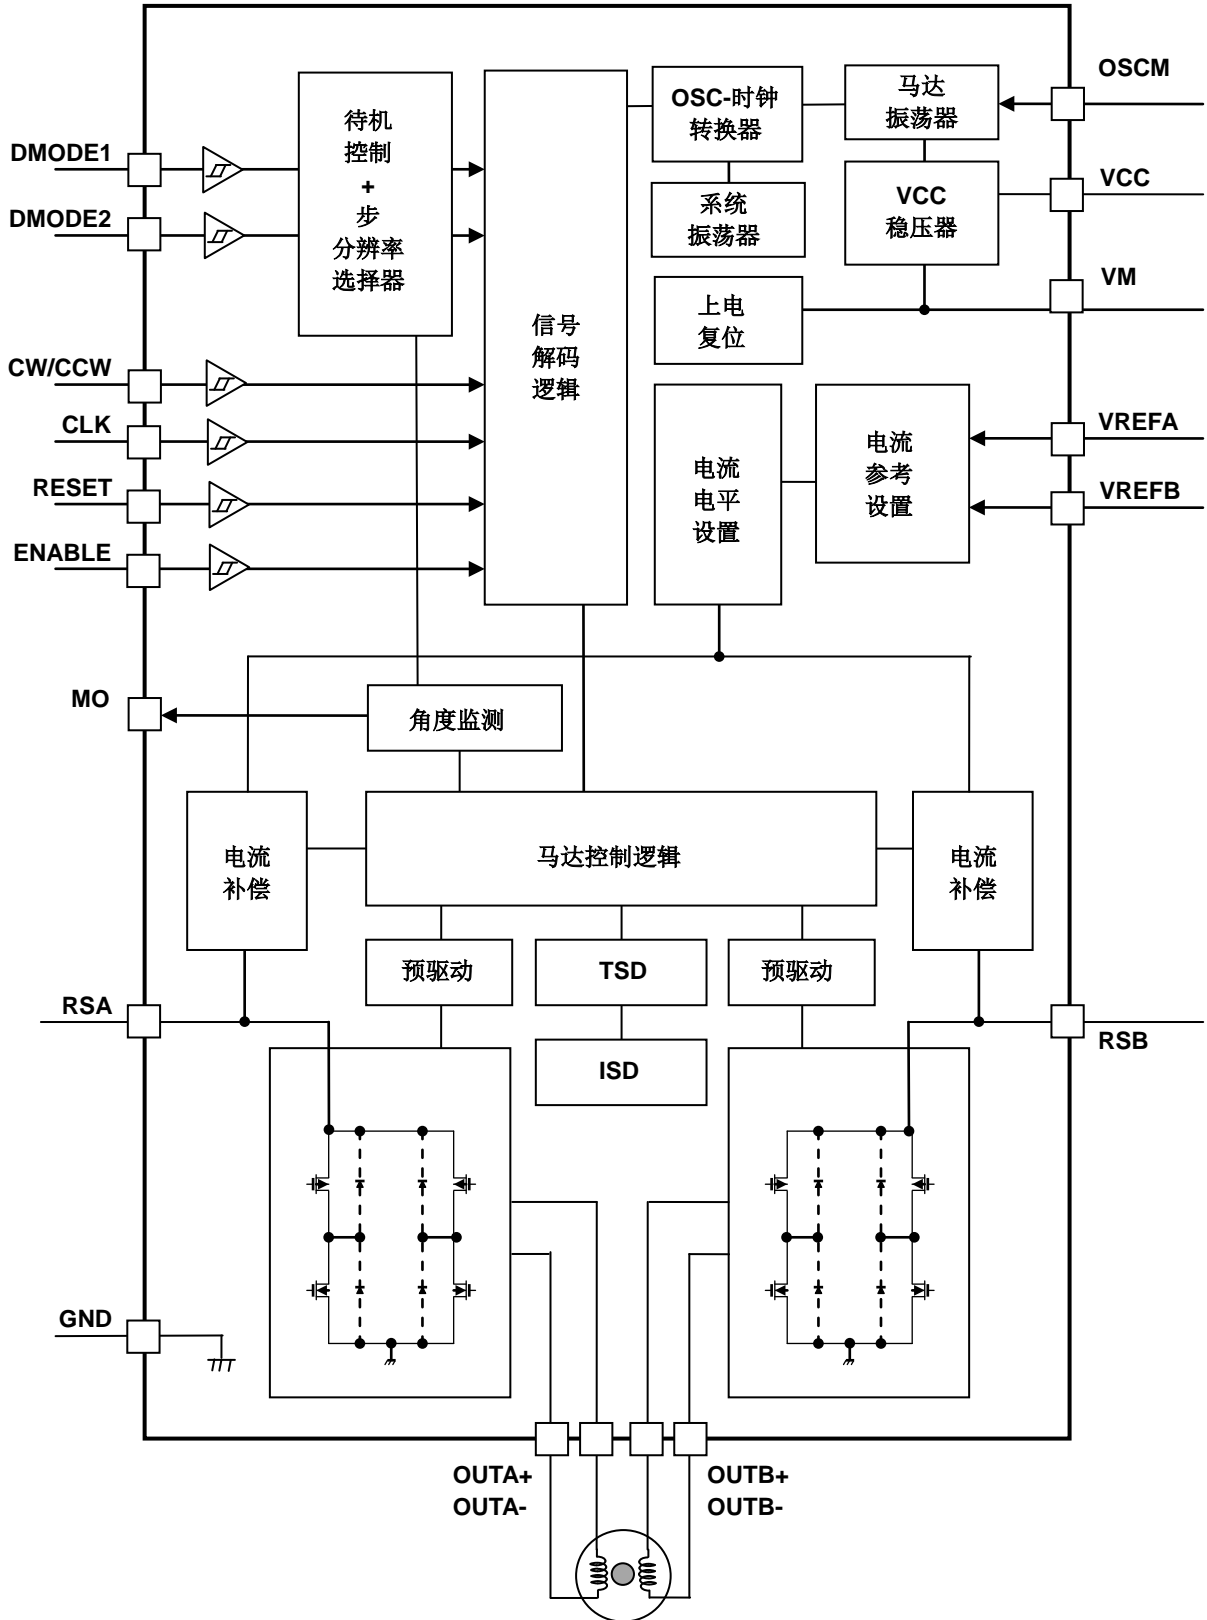 OSCM
OSC-时钟
转换器
马达
振荡器
待机
控制
+
步
分辨率
选择器
DMODE1
VCC
VCC
稳压器
系统
振荡器
DMODE2
VM
上电
复位
信号
解码
逻辑
CW/CCW
CLK
VREFA
电流
参考
设置
电流
电平
设置
RESET
VREFB
ENABLE
MO
角度监测
电流
补偿
马达控制逻辑
电流
补偿
预驱动
TSD
预驱动
RSA
RSB
ISD
GND
OUTA+
OUTA-
OUTB+
OUTB-